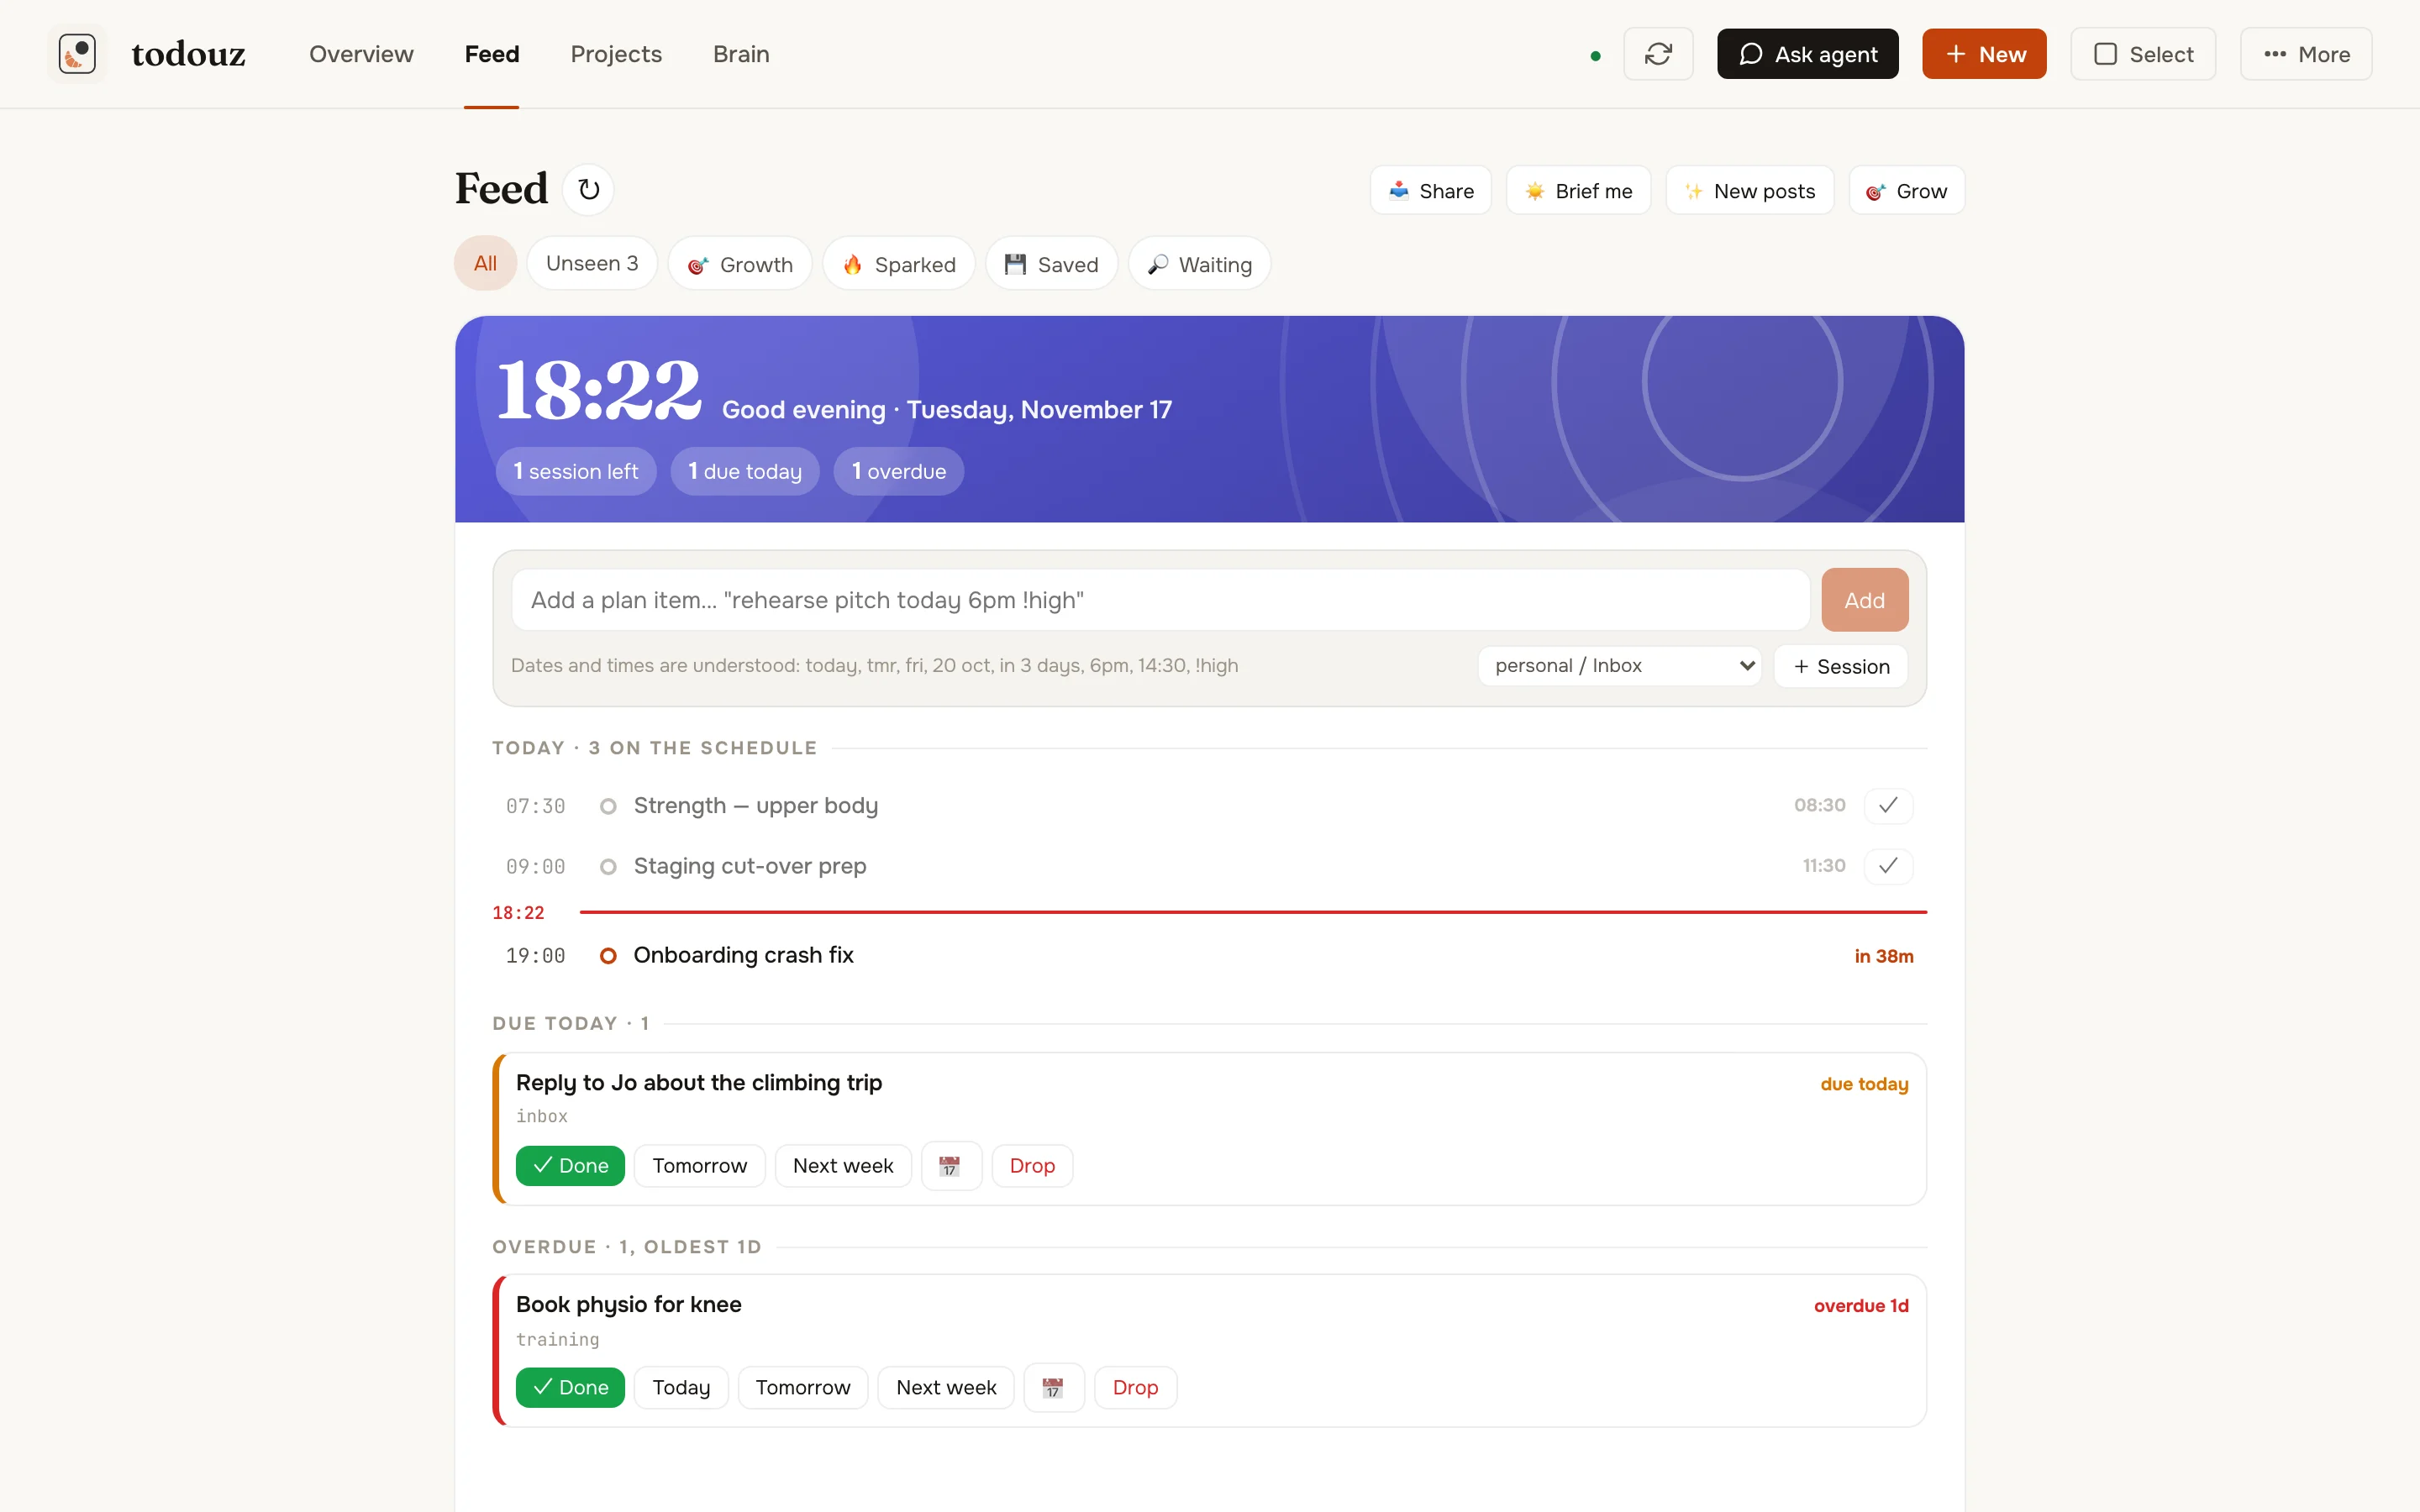 todouz Overview Feed Projects Brain Ask agent + New Select ••• More
Feed ↻ Share Brief me New posts Grow
All Unseen 3 Growth Sparked Saved Waiting
18:22 Good evening · Tuesday, November 17
1 session left 1 due today 1 overdue
Add a plan item... "rehearse pitch today 6pm !high" Add
Dates and times are understood: today, tmr, fri, 20 oct, in 3 days, 6pm, 14:30, !high personal / Inbox + Session
TODAY · 3 ON THE SCHEDULE
07:30 Strength — upper body 08:30 ✓
09:00 Staging cut-over prep 11:30 ✓
18:22
19:00 Onboarding crash fix in 38m
DUE TODAY · 1
Reply to Jo about the climbing trip due today
inbox
✓ Done Tomorrow Next week 17 Drop
OVERDUE · 1, OLDEST 1D
Book physio for knee overdue 1d
training
✓ Done Today Tomorrow Next week 17 Drop